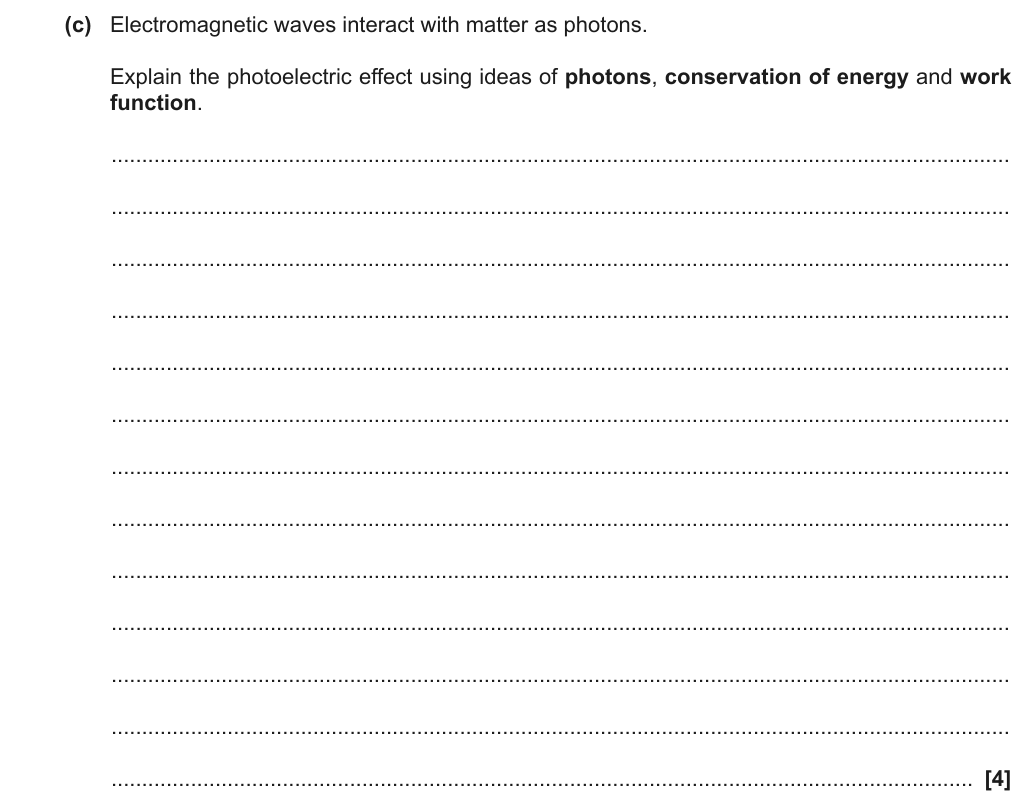 (c) Electromagnetic waves interact with matter as photons.
Explain the photoelectric effect using ideas of photons, conservation of energy and work
function.
[4]